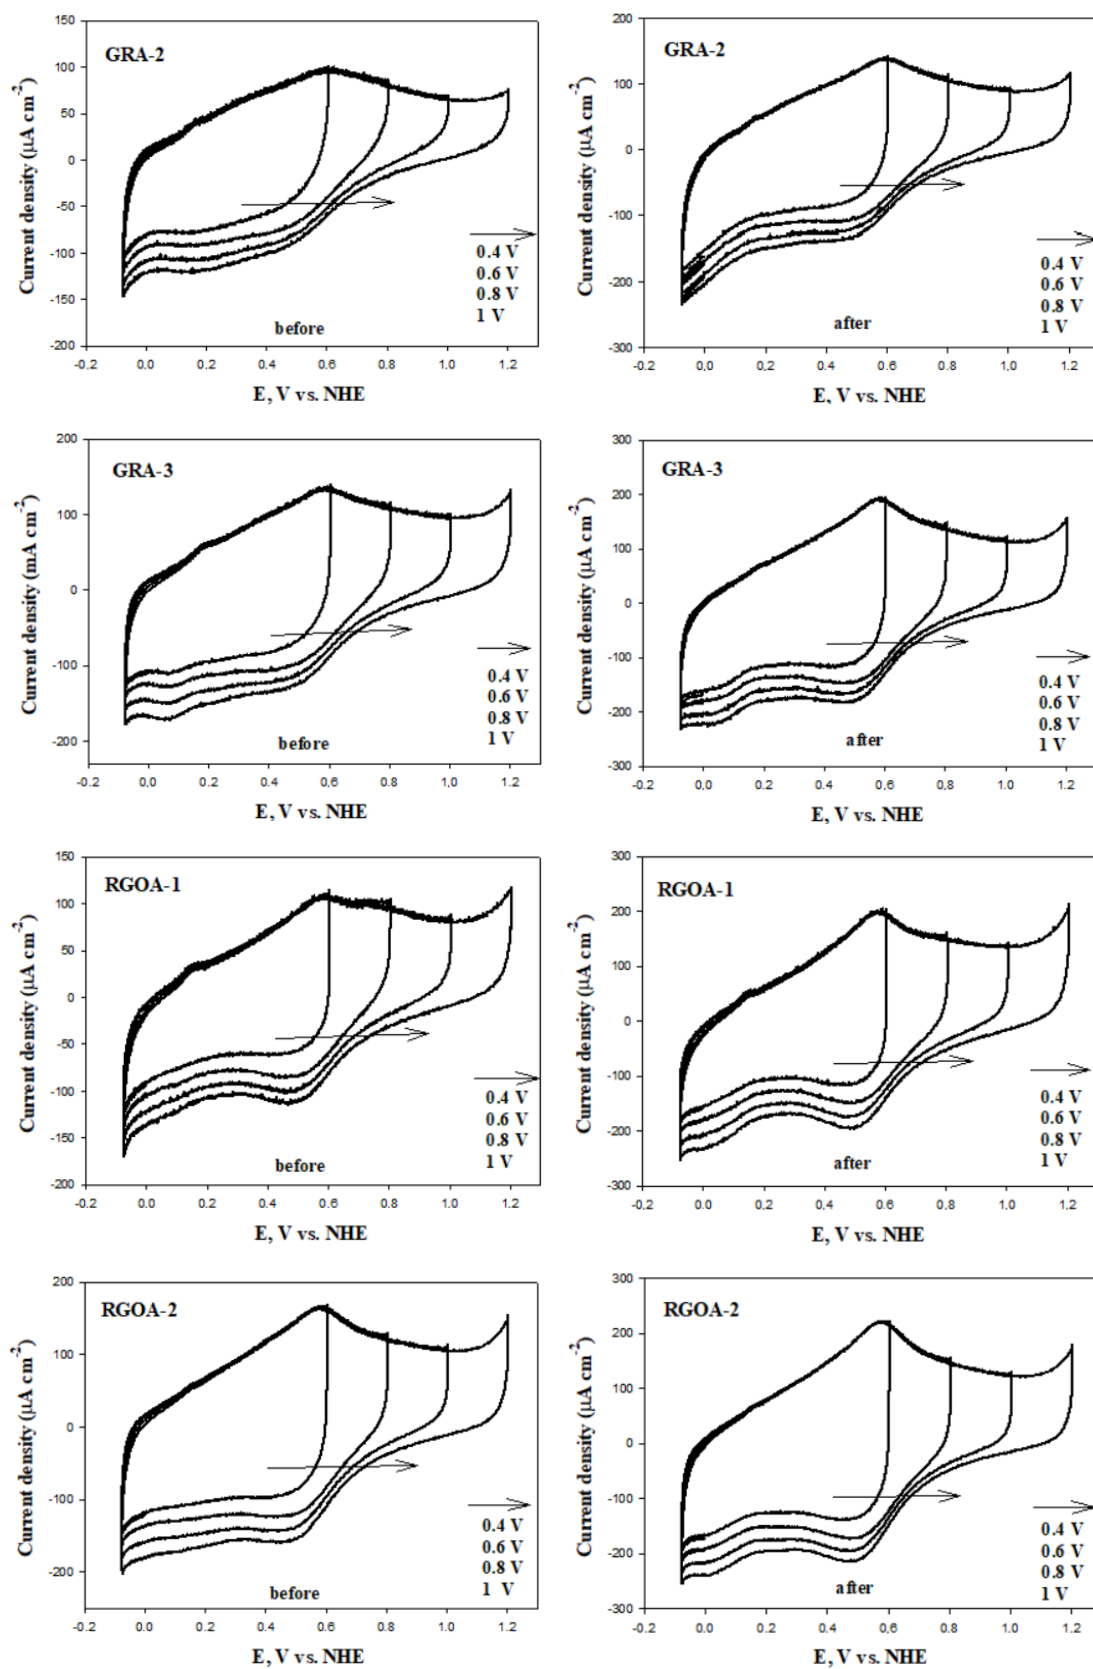 150
100
50
0
-50
-100
-150
-200
Current density (µA cm-2)
GRA-2
before
0.4 V
0.6 V
0.8 V
1 V
-0.2 0.0 0.2 0.4 0.6 0.8 1.0 1.2
E, V vs. NHE
200
100
0
-100
-200
-300
Current density (µA cm-2)
GRA-2
after
0.4 V
0.6 V
0.8 V
1 V
-0.2 0.0 0.2 0.4 0.6 0.8 1.0 1.2
E, V vs. NHE
200
100
0
-100
-200
Current density (mA cm-2)
GRA-3
before
0.4 V
0.6 V
0.8 V
1 V
-0.2 0,0 0,2 0,4 0,6 0,8 1,0 1.2
E, V vs. NHE
300
200
100
0
-100
-200
-300
Current density (µA cm-2)
GRA-3
after
0.4 V
0.6 V
0.8 V
1 V
-0.2 0.0 0.2 0.4 0.6 0.8 1.0 1.2
E, V vs. NHE
150
100
50
0
-50
-100
-150
-200
Current density (µA cm-2)
RGOA-1
before
0.4 V
0.6 V
0.8 V
1 V
-0.2 0.0 0.2 0.4 0.6 0.8 1.0 1.2
E, V vs. NHE
300
200
100
0
-100
-200
-300
Current density (µA cm-2)
RGOA-1
after
0.4 V
0.6 V
0.8 V
1 V
-0.2 0.0 0.2 0.4 0.6 0.8 1.0 1.2
E, V vs. NHE
200
100
0
-100
-200
Current density (µA cm-2)
RGOA-2
before
0.4 V
0.6 V
0.8 V
1 V
-0.2 0.0 0.2 0.4 0.6 0.8 1.0 1.2
E, V vs. NHE
300
200
100
0
-100
-200
-300
Current density (µA cm-2)
RGOA-2
after
0.4 V
0.6 V
0.8 V
1 V
-0.2 0.0 0.2 0.4 0.6 0.8 1.0 1.2
E, V vs. NHE